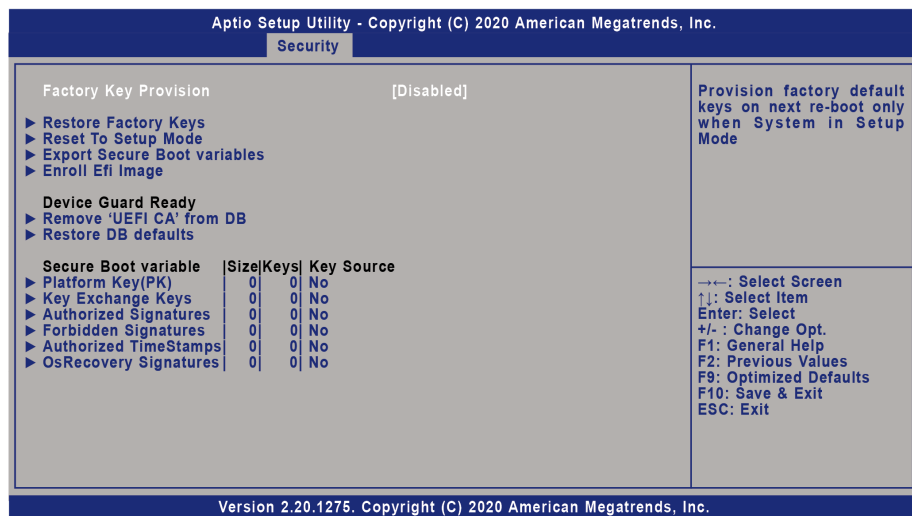 Aptio Setup Utility - Copyright (C) 2020 American Megatrends, Inc.
Security
Factory Key Provision [Disabled]
▶ Restore Factory Keys
▶ Reset To Setup Mode
▶ Export Secure Boot variables
▶ Enroll Efi Image
Device Guard Ready
▶ Remove ‘UEFI CA’ from DB
▶ Restore DB defaults
Secure Boot variable |Size|Keys| Key Source
▶ Platform Key(PK) | 0| 0| No
▶ Key Exchange Keys | 0| 0| No
▶ Authorized Signatures | 0| 0| No
▶ Forbidden Signatures | 0| 0| No
▶ Authorized TimeStamps| 0| 0| No
▶ OsRecovery Signatures| 0| 0| No
Provision factory default
keys on next re-boot only
when System in Setup
Mode
→←: Select Screen
↑↓: Select Item
Enter: Select
+/- : Change Opt.
F1: General Help
F2: Previous Values
F9: Optimized Defaults
F10: Save & Exit
ESC: Exit
Version 2.20.1275. Copyright (C) 2020 American Megatrends, Inc.